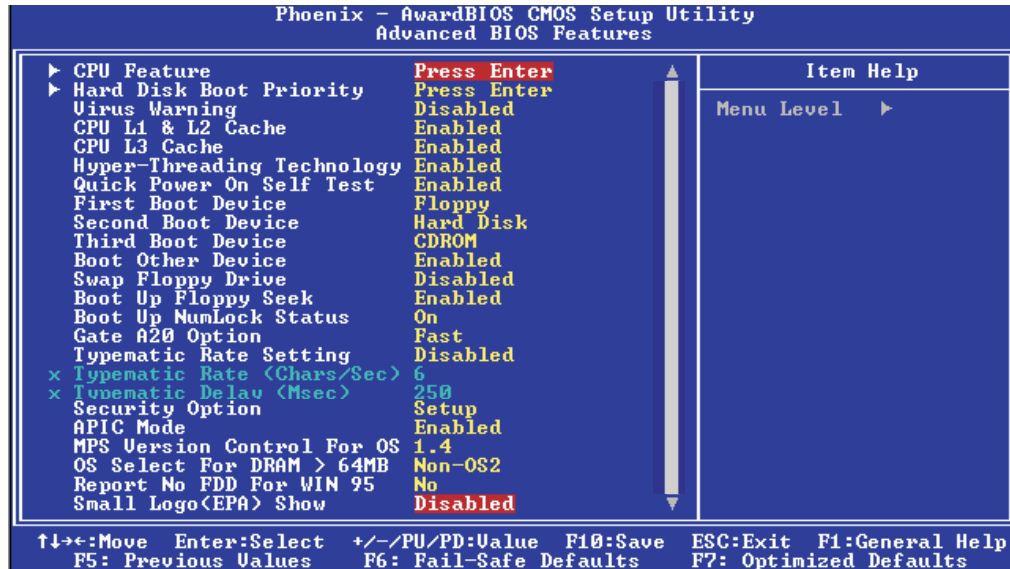 Phoenix - AwardBIOS CMOS Setup Utility
Advanced BIOS Features
CPU Feature Press Enter
Hard Disk Boot Priority Press Enter
Virus Warning Disabled
CPU L1 & L2 Cache Enabled
CPU L3 Cache Enabled
Hyper-Threading Technology Enabled
Quick Power On Self Test Enabled
First Boot Device Floppy
Second Boot Device Hard Disk
Third Boot Device CDROM
Boot Other Device Enabled
Swap Floppy Drive Disabled
Boot Up Floppy Seek Enabled
Boot Up NumLock Status On
Gate A20 Option Fast
Typematic Rate Setting Disabled
x Typematic Rate (Chars/Sec) 6
x Typematic Delay (Msec) 250
Security Option Setup
APIC Mode Enabled
MPS Version Control For OS 1.4
OS Select For DRAM > 64MB Non-OS2
Report No FDD For WIN 95 No
Small Logo(EPA) Show Disabled
Item Help
Menu Level
↑↓→←:Move Enter:Select +/-/PU/PD:Value F10:Save ESC:Exit F1:General Help
F5: Previous Values F6: Fail-Safe Defaults F7: Optimized Defaults